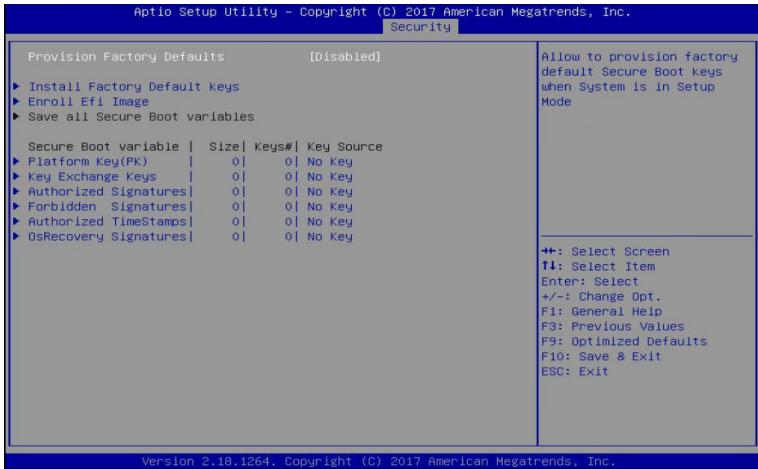 Aptio Setup Utility – Copyright (C) 2017 American Megatrends, Inc.
Security
Provision Factory Defaults [Disabled]
Install Factory Default keys
Enroll Efi Image
Save all Secure Boot variables
Secure Boot variable | Size| Keys#| Key Source
Platform Key(PK) | 0| 0| No Key
Key Exchange Keys | 0| 0| No Key
Authorized Signatures| 0| 0| No Key
Forbidden Signatures| 0| 0| No Key
Authorized TimeStamps| 0| 0| No Key
OsRecovery Signatures| 0| 0| No Key
Allow to provision factory
default Secure Boot keys
when System is in Setup
Mode
→←: Select Screen
↑↓: Select Item
Enter: Select
+/-: Change Opt.
F1: General Help
F3: Previous Values
F9: Optimized Defaults
F10: Save & Exit
ESC: Exit
Version 2.18.1264. Copyright (C) 2017 American Megatrends, Inc.